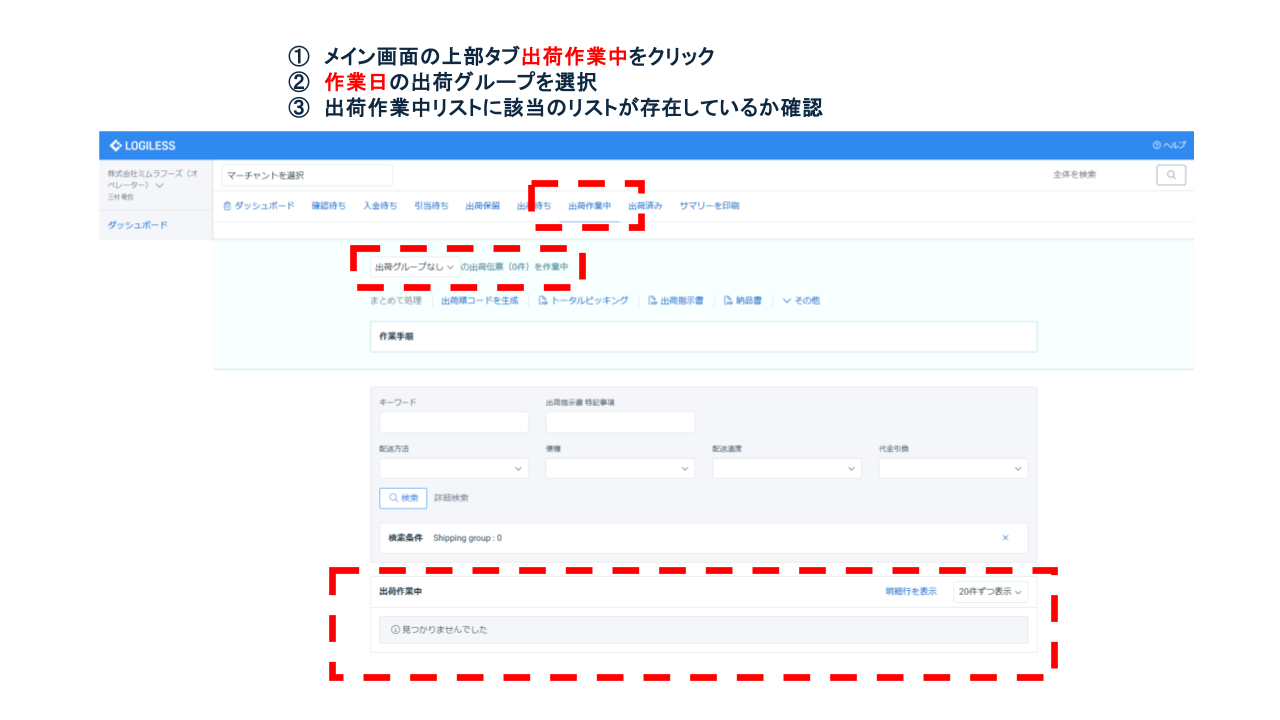 ① メイン画面の上部タブ出荷作業中をクリック
② 作業日の出荷グループを選択
③ 出荷作業中リストに該当のリストが存在しているか確認
LOGILESS
ヘルプ
株式会社ミムラフーズ（オ
ペレーター）
マーチャントを選択
全体を検索
ダッシュボード 確認待ち 入金待ち 引当待ち 出荷保留 出荷待ち 出荷作業中 出荷済み サマリーを印刷
ダッシュボード
出荷グループなし の出荷伝票（0件）を作業中
まとめて処理 出荷順コードを生成 トータルピッキング 出荷指示書 納品書 その他
作業手順
キーワード 出荷指示書 特記事項
配送方法 便種 配送温度 代金引換
検索 詳細検索
検索条件 Shipping group : 0
出荷作業中 明細行を表示 20件ずつ表示
見つかりませんでした